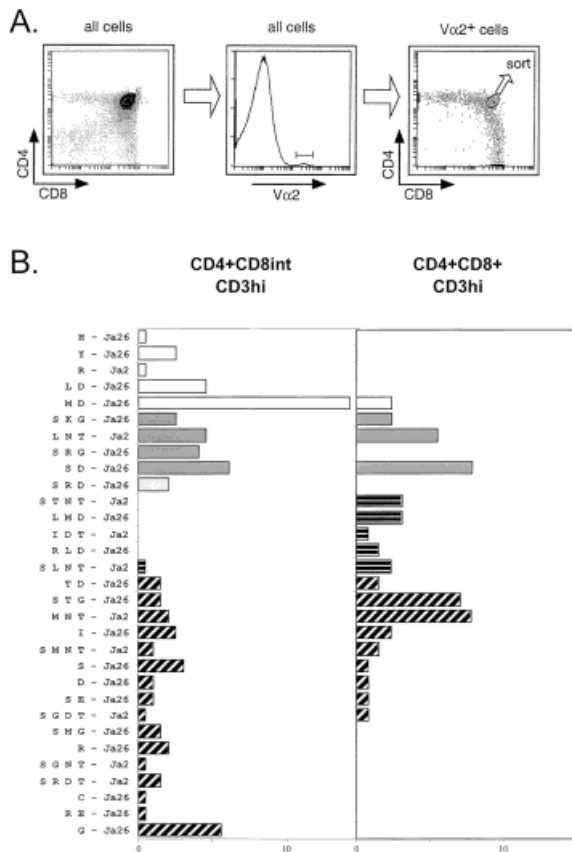 A.
all cells
all cells
Vα2+ cells
sort
CD4
CD8
Vα2
CD4
CD8
B.
CD4+CD8int
CD3hi
CD4+CD8+
CD3hi
H - Ja26
Y - Ja26
R - Ja2
L D - Ja26
M D - Ja26
S K G - Ja26
L N T - Ja2
S R G - Ja26
S D - Ja26
S R D - Ja26
S T N T - Ja2
L M D - Ja26
I D T - Ja2
R L D - Ja26
S L N T - Ja2
T D - Ja26
S T G - Ja26
M N T - Ja2
I - Ja26
S M N T - Ja2
S - Ja26
D - Ja26
S E - Ja26
S G D T - Ja2
S M G - Ja26
R - Ja26
S G N T - Ja2
S R D T - Ja2
C - Ja26
R E - Ja26
G - Ja26
0 10 0 10